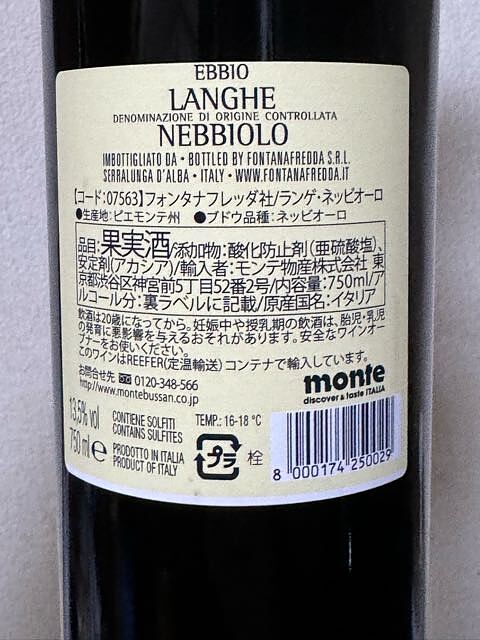 EBBIO
LANGHE
DENOMINAZIONE DI ORIGINE CONTROLLATA
NEBBIOLO
IMBOTTIGLIATO DA • BOTTLED BY FONTANAFREDDA S.R.L.
SERRALUNGA D'ALBA • ITALY • WWW.FONTANAFREDDA.IT
【コード:07563】フォンタナフレッダ社/ランゲ・ネッビオーロ
●生産地:ピエモンテ州 ●ブドウ品種:ネッビオーロ
品目:果実酒/添加物:酸化防止剤(亜硫酸塩)、
安定剤(アカシア)/輸入者:モンテ物産株式会社 東
京都渋谷区神宮前5丁目52番2号/内容量:750ml/ア
ルコール分:裏ラベルに記載/原産国名:イタリア
飲酒は20歳になってから。妊娠中や授乳期の飲酒は、胎児・乳児
の発育に悪影響を与えるおそれがあります。安全なワインオー
プナーをお使いください。
このワインはREEFER(定温輸送)コンテナで輸入しています。
お問合せ先 0120-348-566
http://www.montebussan.co.jp
monte
discover & taste ITALIA
13,5% vol
750 ml e
CONTIENE SOLFITI
CONTAINS SULFITES
PRODOTTO IN ITALIA
PRODUCT OF ITALY
TEMP.: 16-18 °C
プラ 栓
8 000174 250029